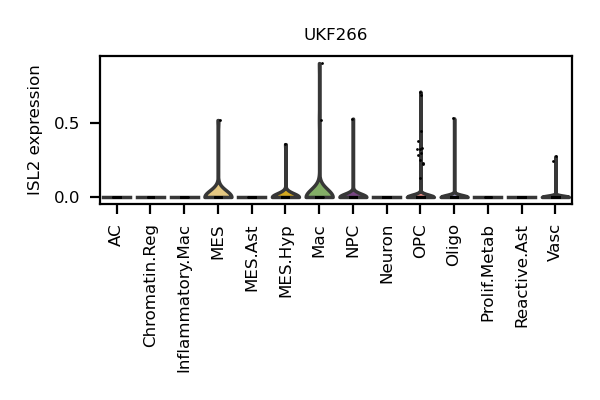 UKF266
ISL2 expression
0.5
0.0
AC
Chromatin.Reg
Inflammatory.Mac
MES
MES.Ast
MES.Hyp
Mac
NPC
Neuron
OPC
Oligo
Prolif.Metab
Reactive.Ast
Vasc